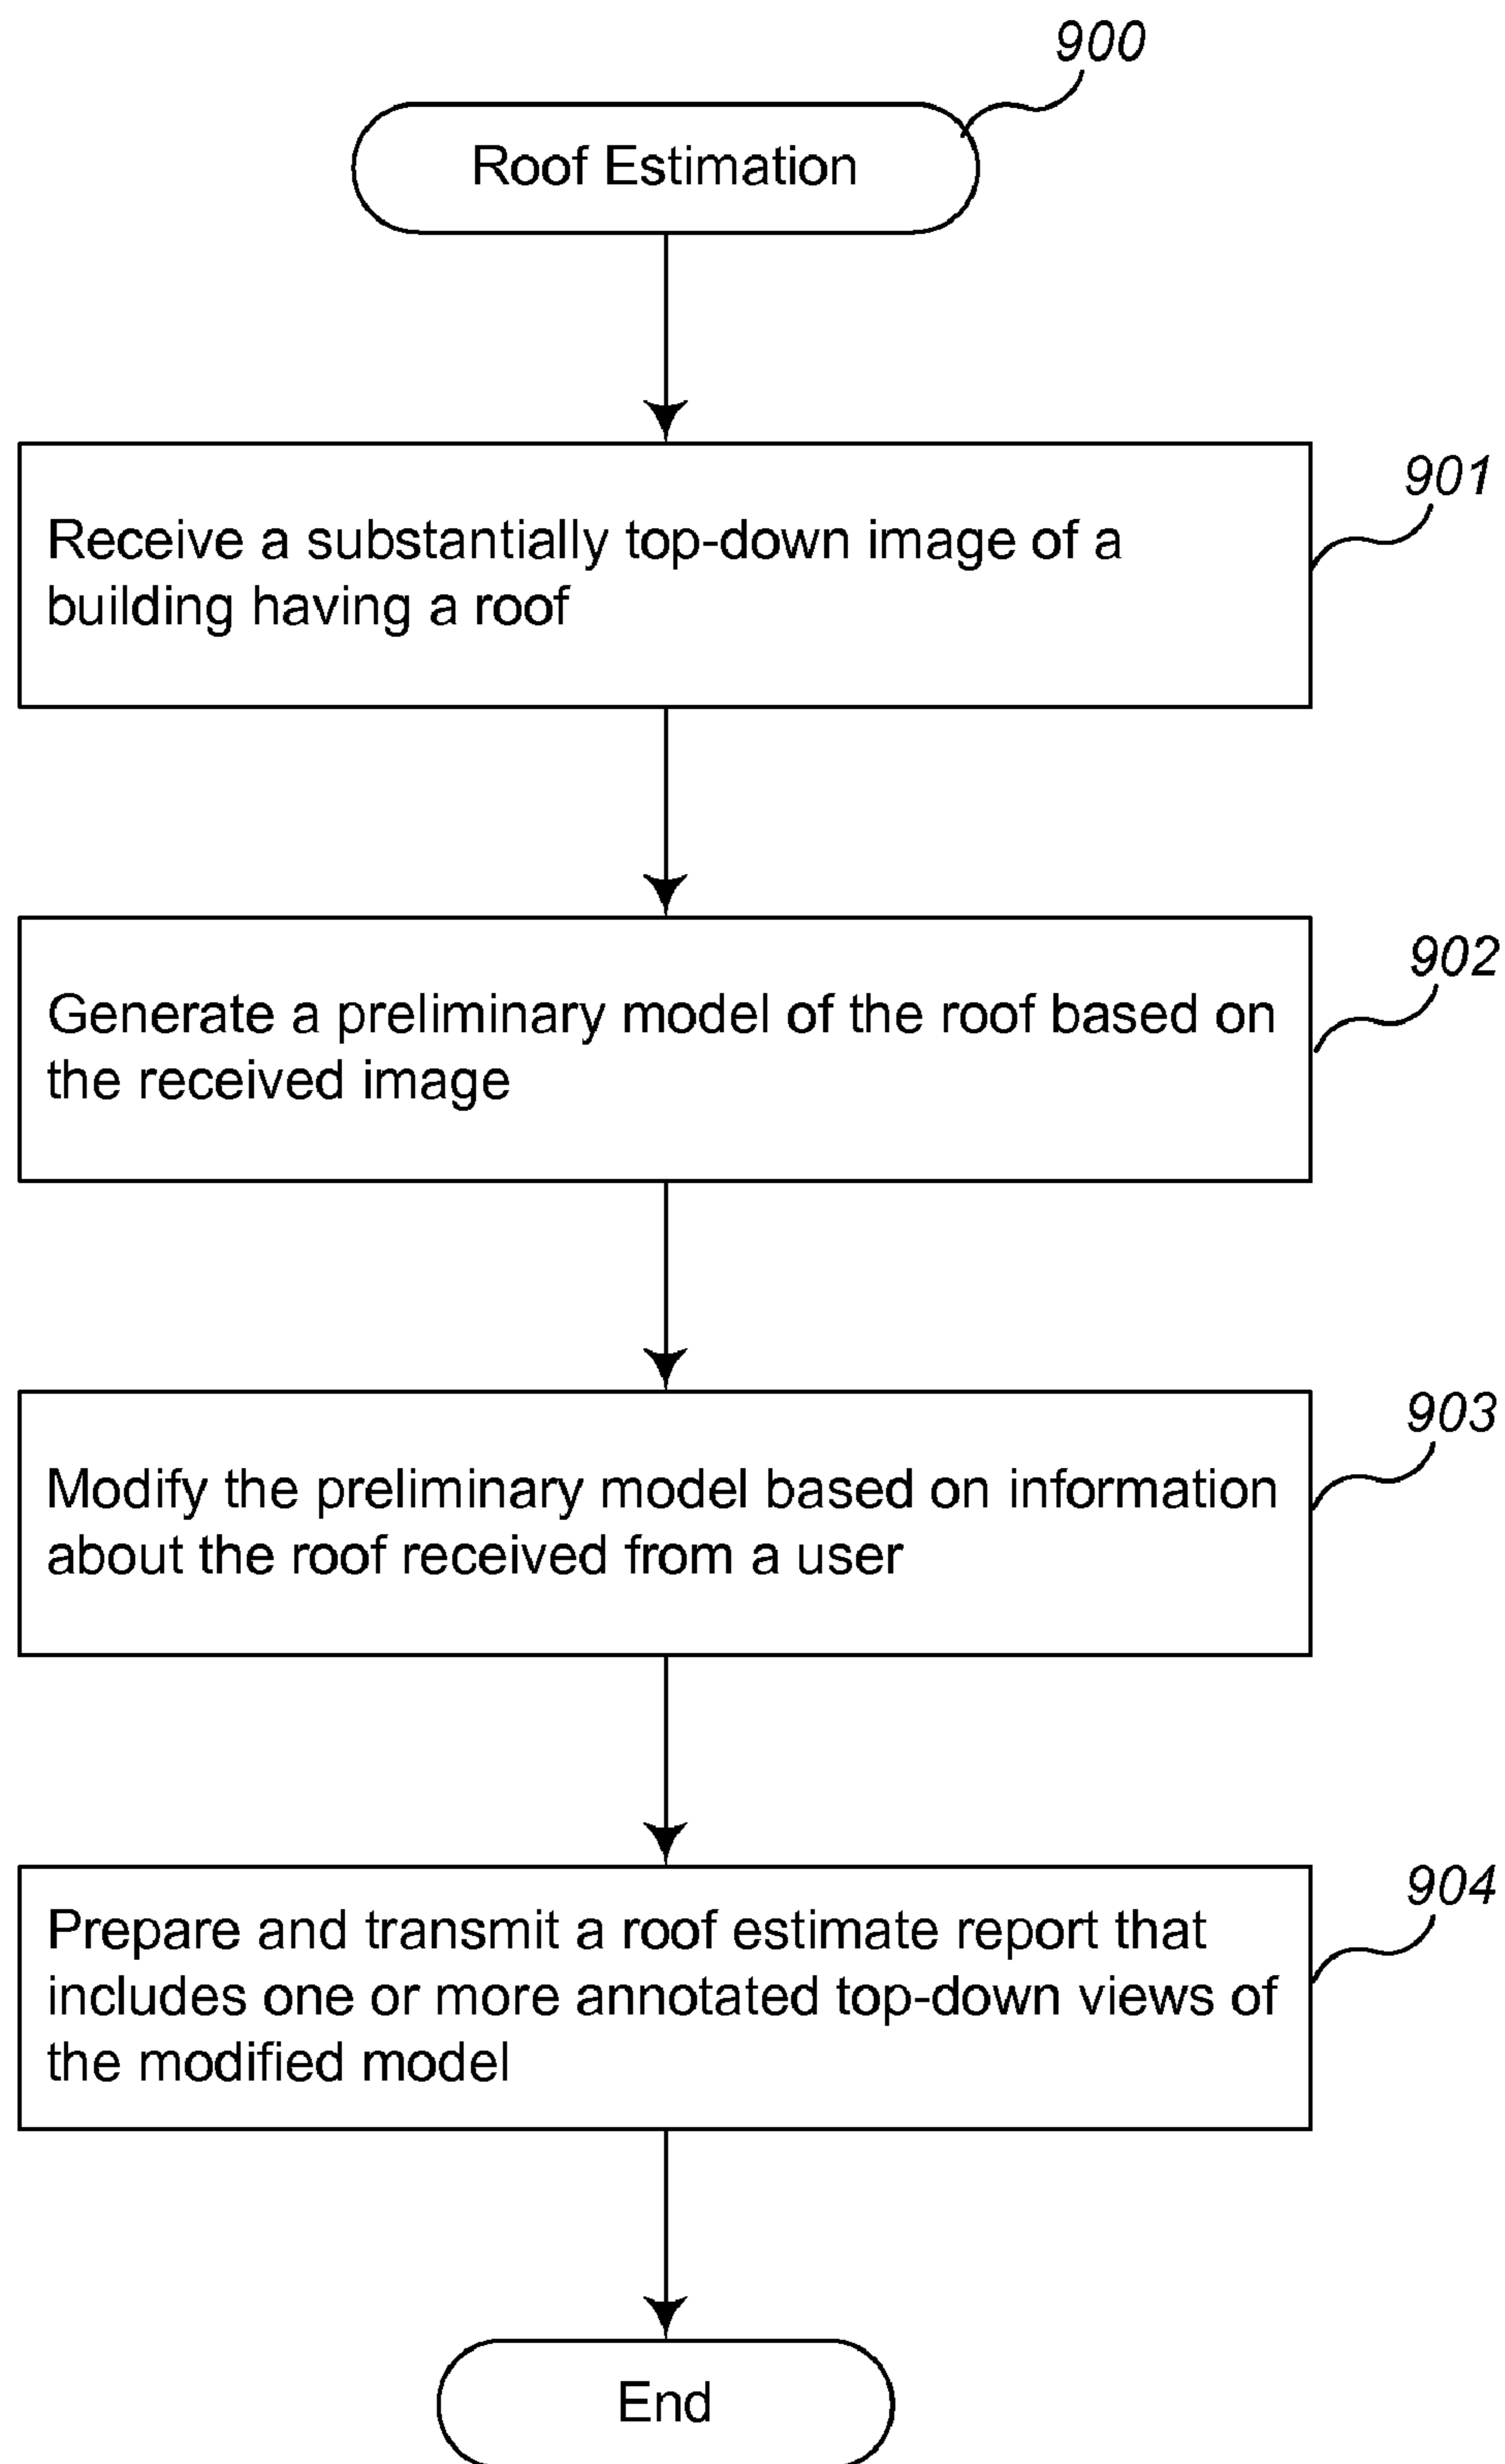 900
Roof Estimation
901
Receive a substantially top-down image of a
building having a roof
902
Generate a preliminary model of the roof based on
the received image
903
Modify the preliminary model based on information
about the roof received from a user
904
Prepare and transmit a roof estimate report that
includes one or more annotated top-down views of
the modified model
End